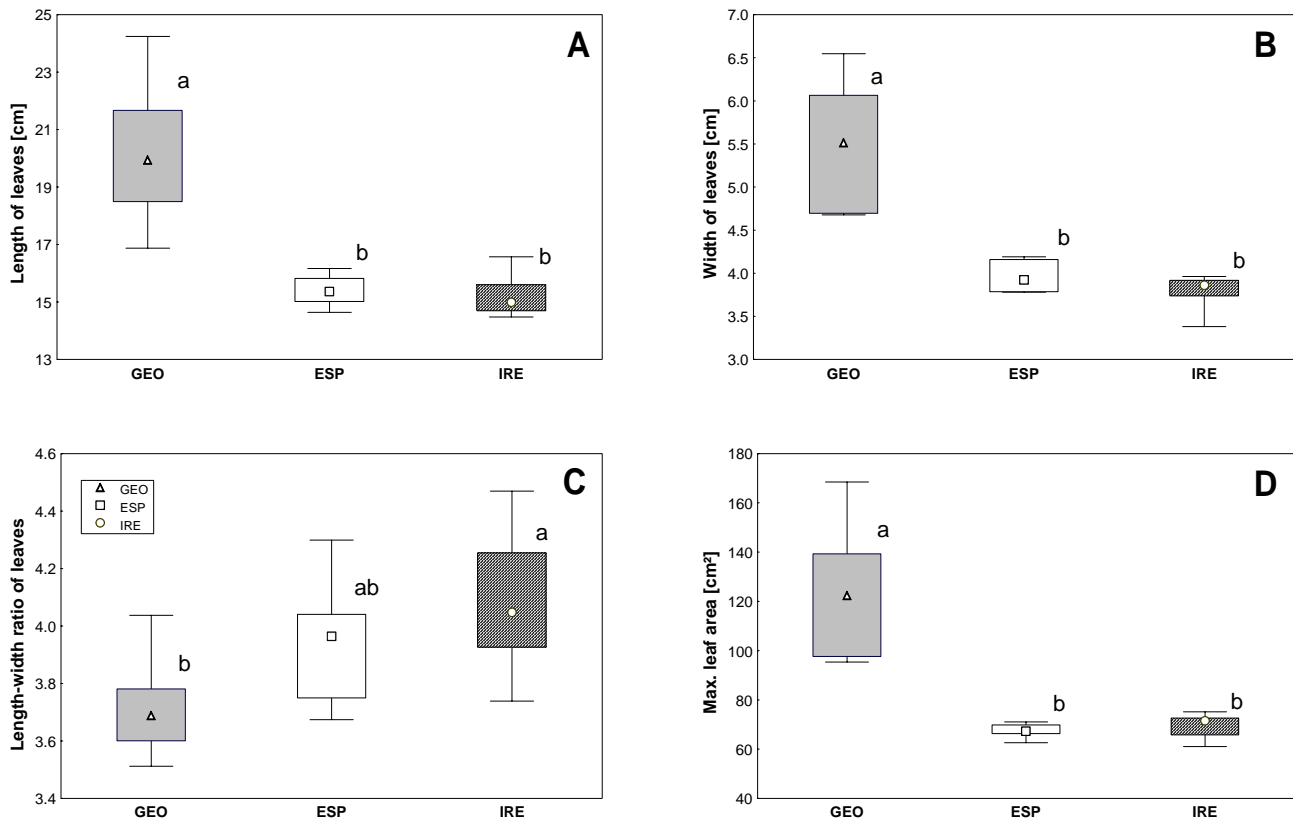 A
Length of leaves [cm]
25
23
21
19
17
15
13
a
b
b
GEO
ESP
IRE
B
Width of leaves [cm]
7.0
6.5
6.0
5.5
5.0
4.5
4.0
3.5
3.0
a
b
b
GEO
ESP
IRE
C
Length-width ratio of leaves
4.6
4.4
4.2
4.0
3.8
3.6
3.4
GEO
ESP
IRE
b
ab
a
GEO
ESP
IRE
D
Max. leaf area [cm²]
180
160
140
120
100
80
60
40
a
b
b
GEO
ESP
IRE